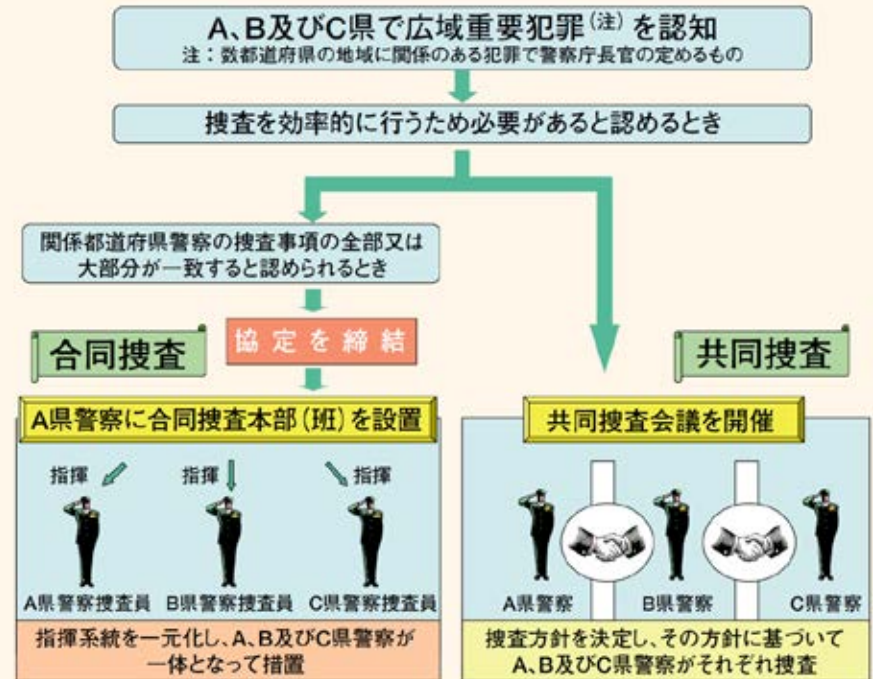 A、B及びC県で広域重要犯罪(注)を認知
注：数都道府県の地域に関係のある犯罪で警察庁長官の定めるもの
捜査を効率的に行うため必要があると認めるとき
関係都道府県警察の捜査事項の全部又は
大部分が一致すると認められるとき
協定を締結
合同捜査
共同捜査
A県警察に合同捜査本部(班)を設置
指揮
指揮
指揮
A県警察捜査員
B県警察捜査員
C県警察捜査員
指揮系統を一元化し、A、B及びC県警察が
一体となって措置
共同捜査会議を開催
A県警察
B県警察
C県警察
捜査方針を決定し、その方針に基づいて
A、B及びC県警察がそれぞれ捜査